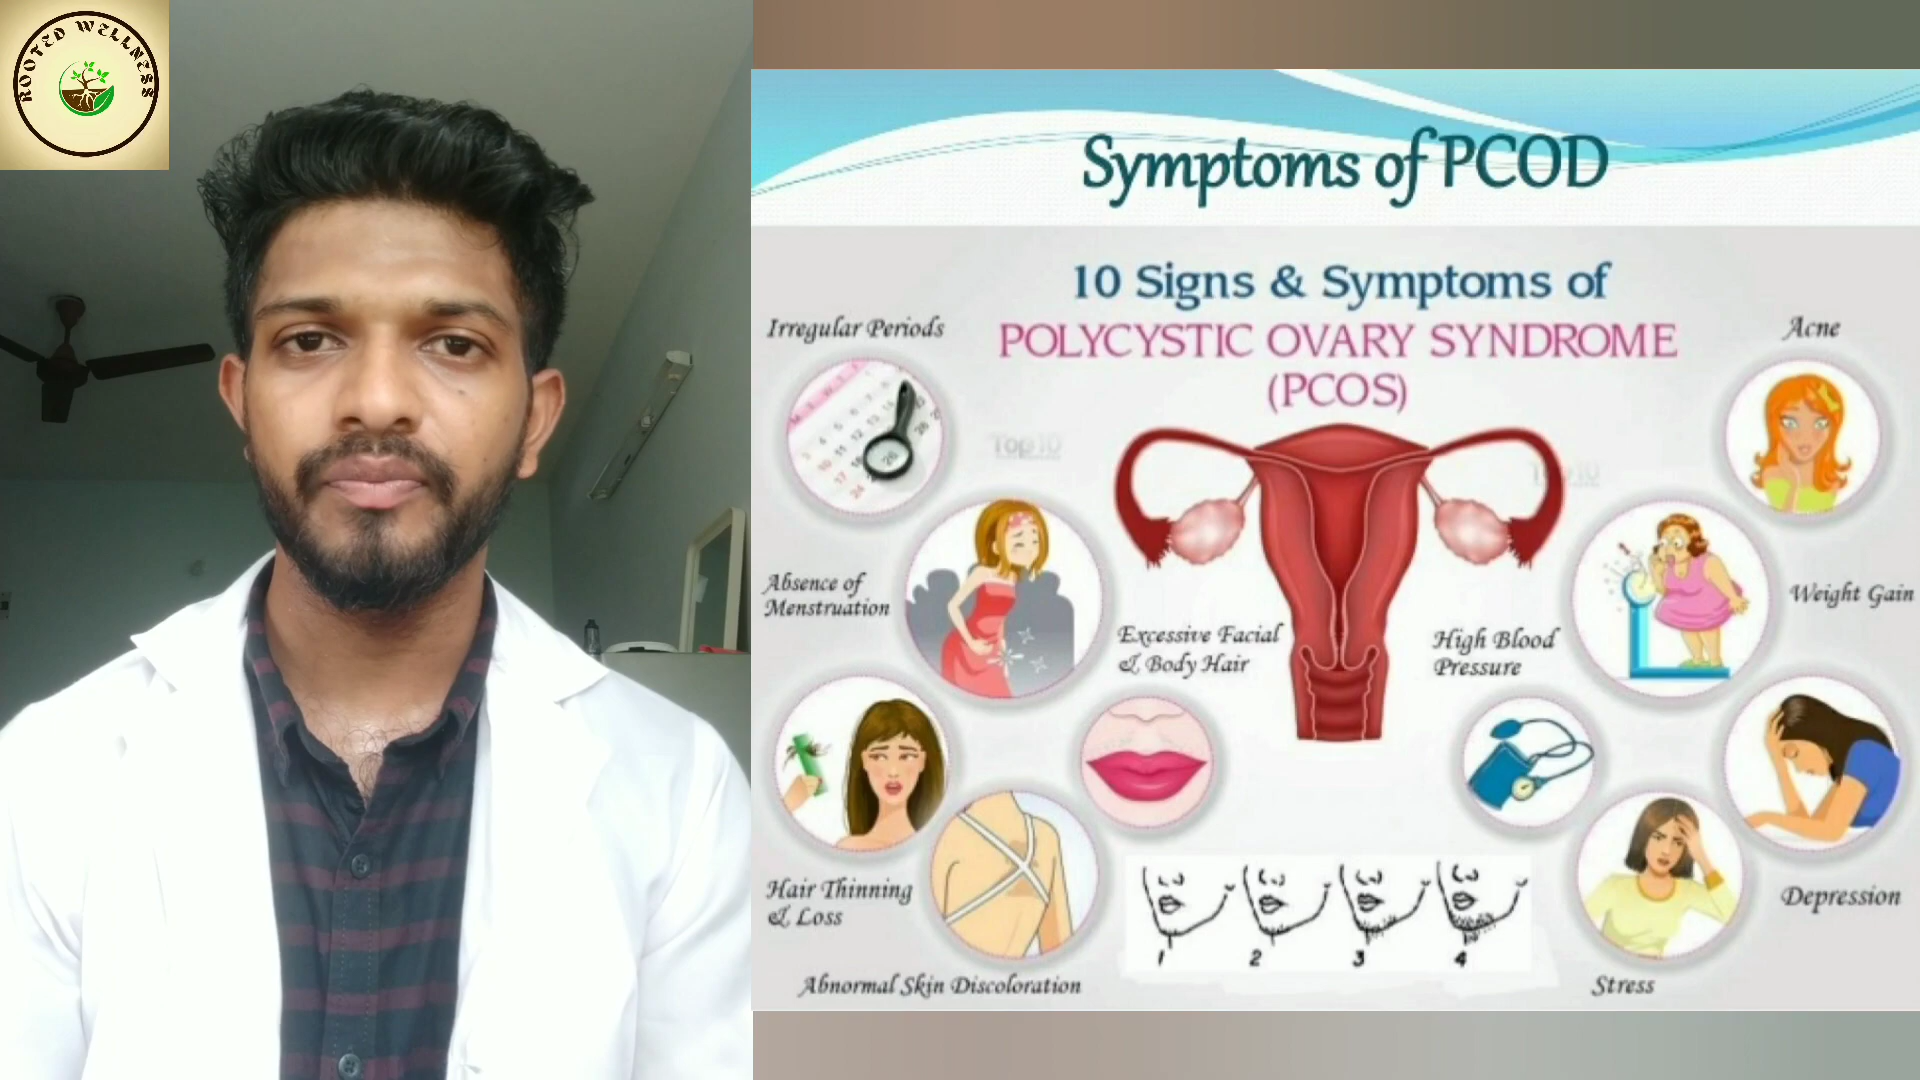 ROOTED WELLNESS
Symptoms of PCOD
10 Signs & Symptoms of
POLYCYSTIC OVARY SYNDROME
(PCOS)
Irregular Periods
Acne
Top10
Absence of
Menstruation
Weight Gain
Excessive Facial
& Body Hair
High Blood
Pressure
Hair Thinning
& Loss
Depression
1 2 3 4
Abnormal Skin Discoloration
Stress